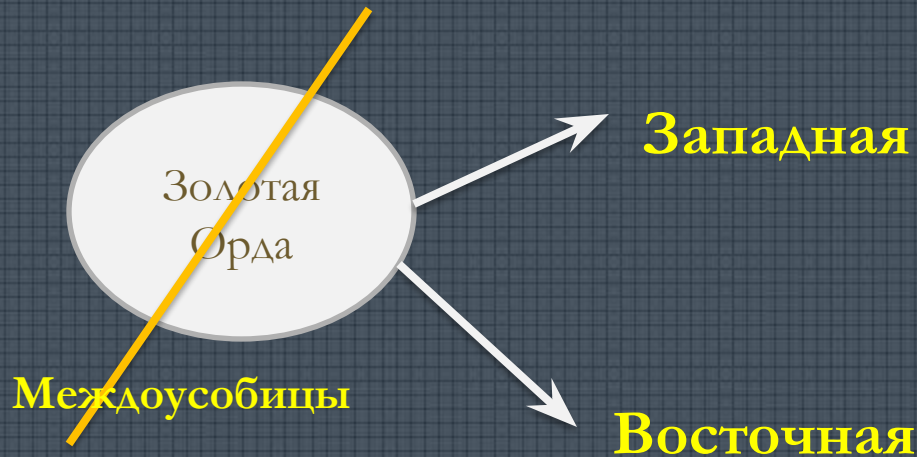 Западная
Золотая
Орда
Междоусобицы
Восточная